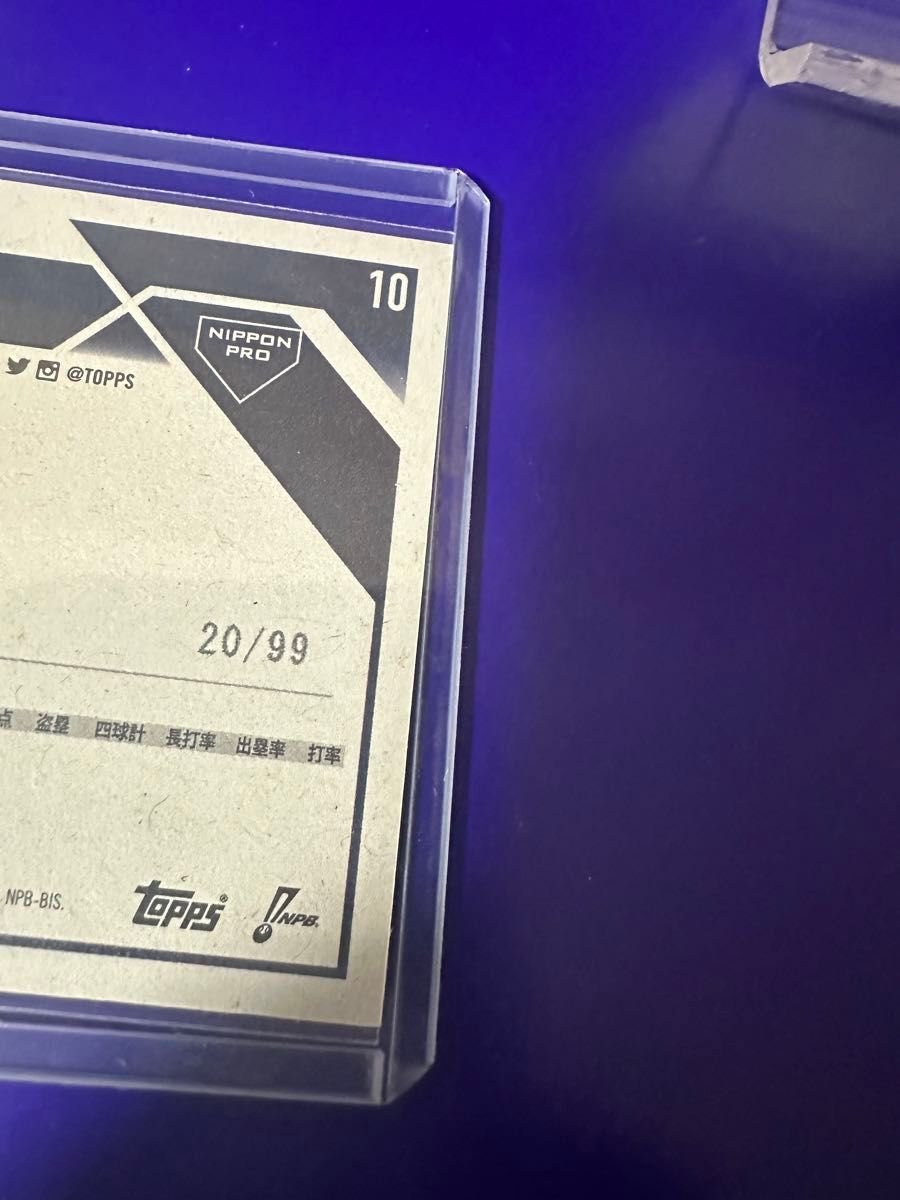 10
NIPPON
PRO
@TOPPS
20/99
点 盗塁 四球計 長打率 出塁率 打率
NPB-BIS.
topps®
NPB.